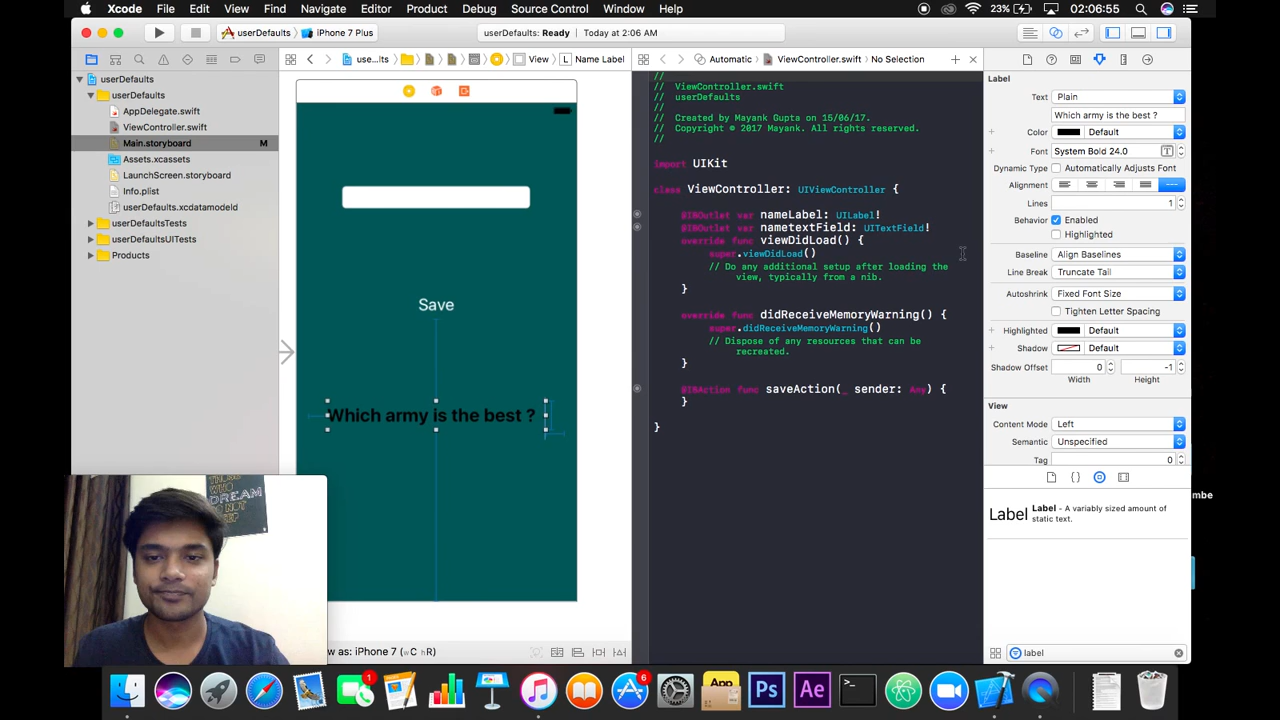 Xcode File Edit View Find Navigate Editor Product Debug Source Control Window Help 23% 02:06:55
userDefaults iPhone 7 Plus
userDefaults: Ready | Today at 2:06 AM
userDefaults
userDefaults
AppDelegate.swift
ViewController.swift
Main.storyboard M
Assets.xcassets
LaunchScreen.storyboard
Info.plist
userDefaults.xcdatamodeld
userDefaultsTests
userDefaultsUITests
Products
use...lts View L Name Label
Save
Which army is the best ?
w as: iPhone 7 (wC hR)
Automatic ViewController.swift No Selection
//
// ViewController.swift
// userDefaults
//
// Created by Mayank Gupta on 15/06/17.
// Copyright © 2017 Mayank. All rights reserved.
//
import UIKit
class ViewController: UIViewController {
@IBOutlet var nameLabel: UILabel!
@IBOutlet var nametextField: UITextField!
override func viewDidLoad() {
super.viewDidLoad()
// Do any additional setup after loading the
view, typically from a nib.
}
override func didReceiveMemoryWarning() {
super.didReceiveMemoryWarning()
// Dispose of any resources that can be
recreated.
}
@IBAction func saveAction(_ sender: Any) {
}
}
Label
Text Plain
Which army is the best ?
Color Default
Font System Bold 24.0
Dynamic Type Automatically Adjusts Font
Alignment
Lines 1
Behavior Enabled
Highlighted
Baseline Align Baselines
Line Break Truncate Tail
Autoshrink Fixed Font Size
Tighten Letter Spacing
Highlighted Default
Shadow Default
Shadow Offset 0 -1
Width Height
View
Content Mode Left
Semantic Unspecified
Tag 0
Label Label - A variably sized amount of
static text.
label
mbe
DREAM
1
6
App
Ps
Ae